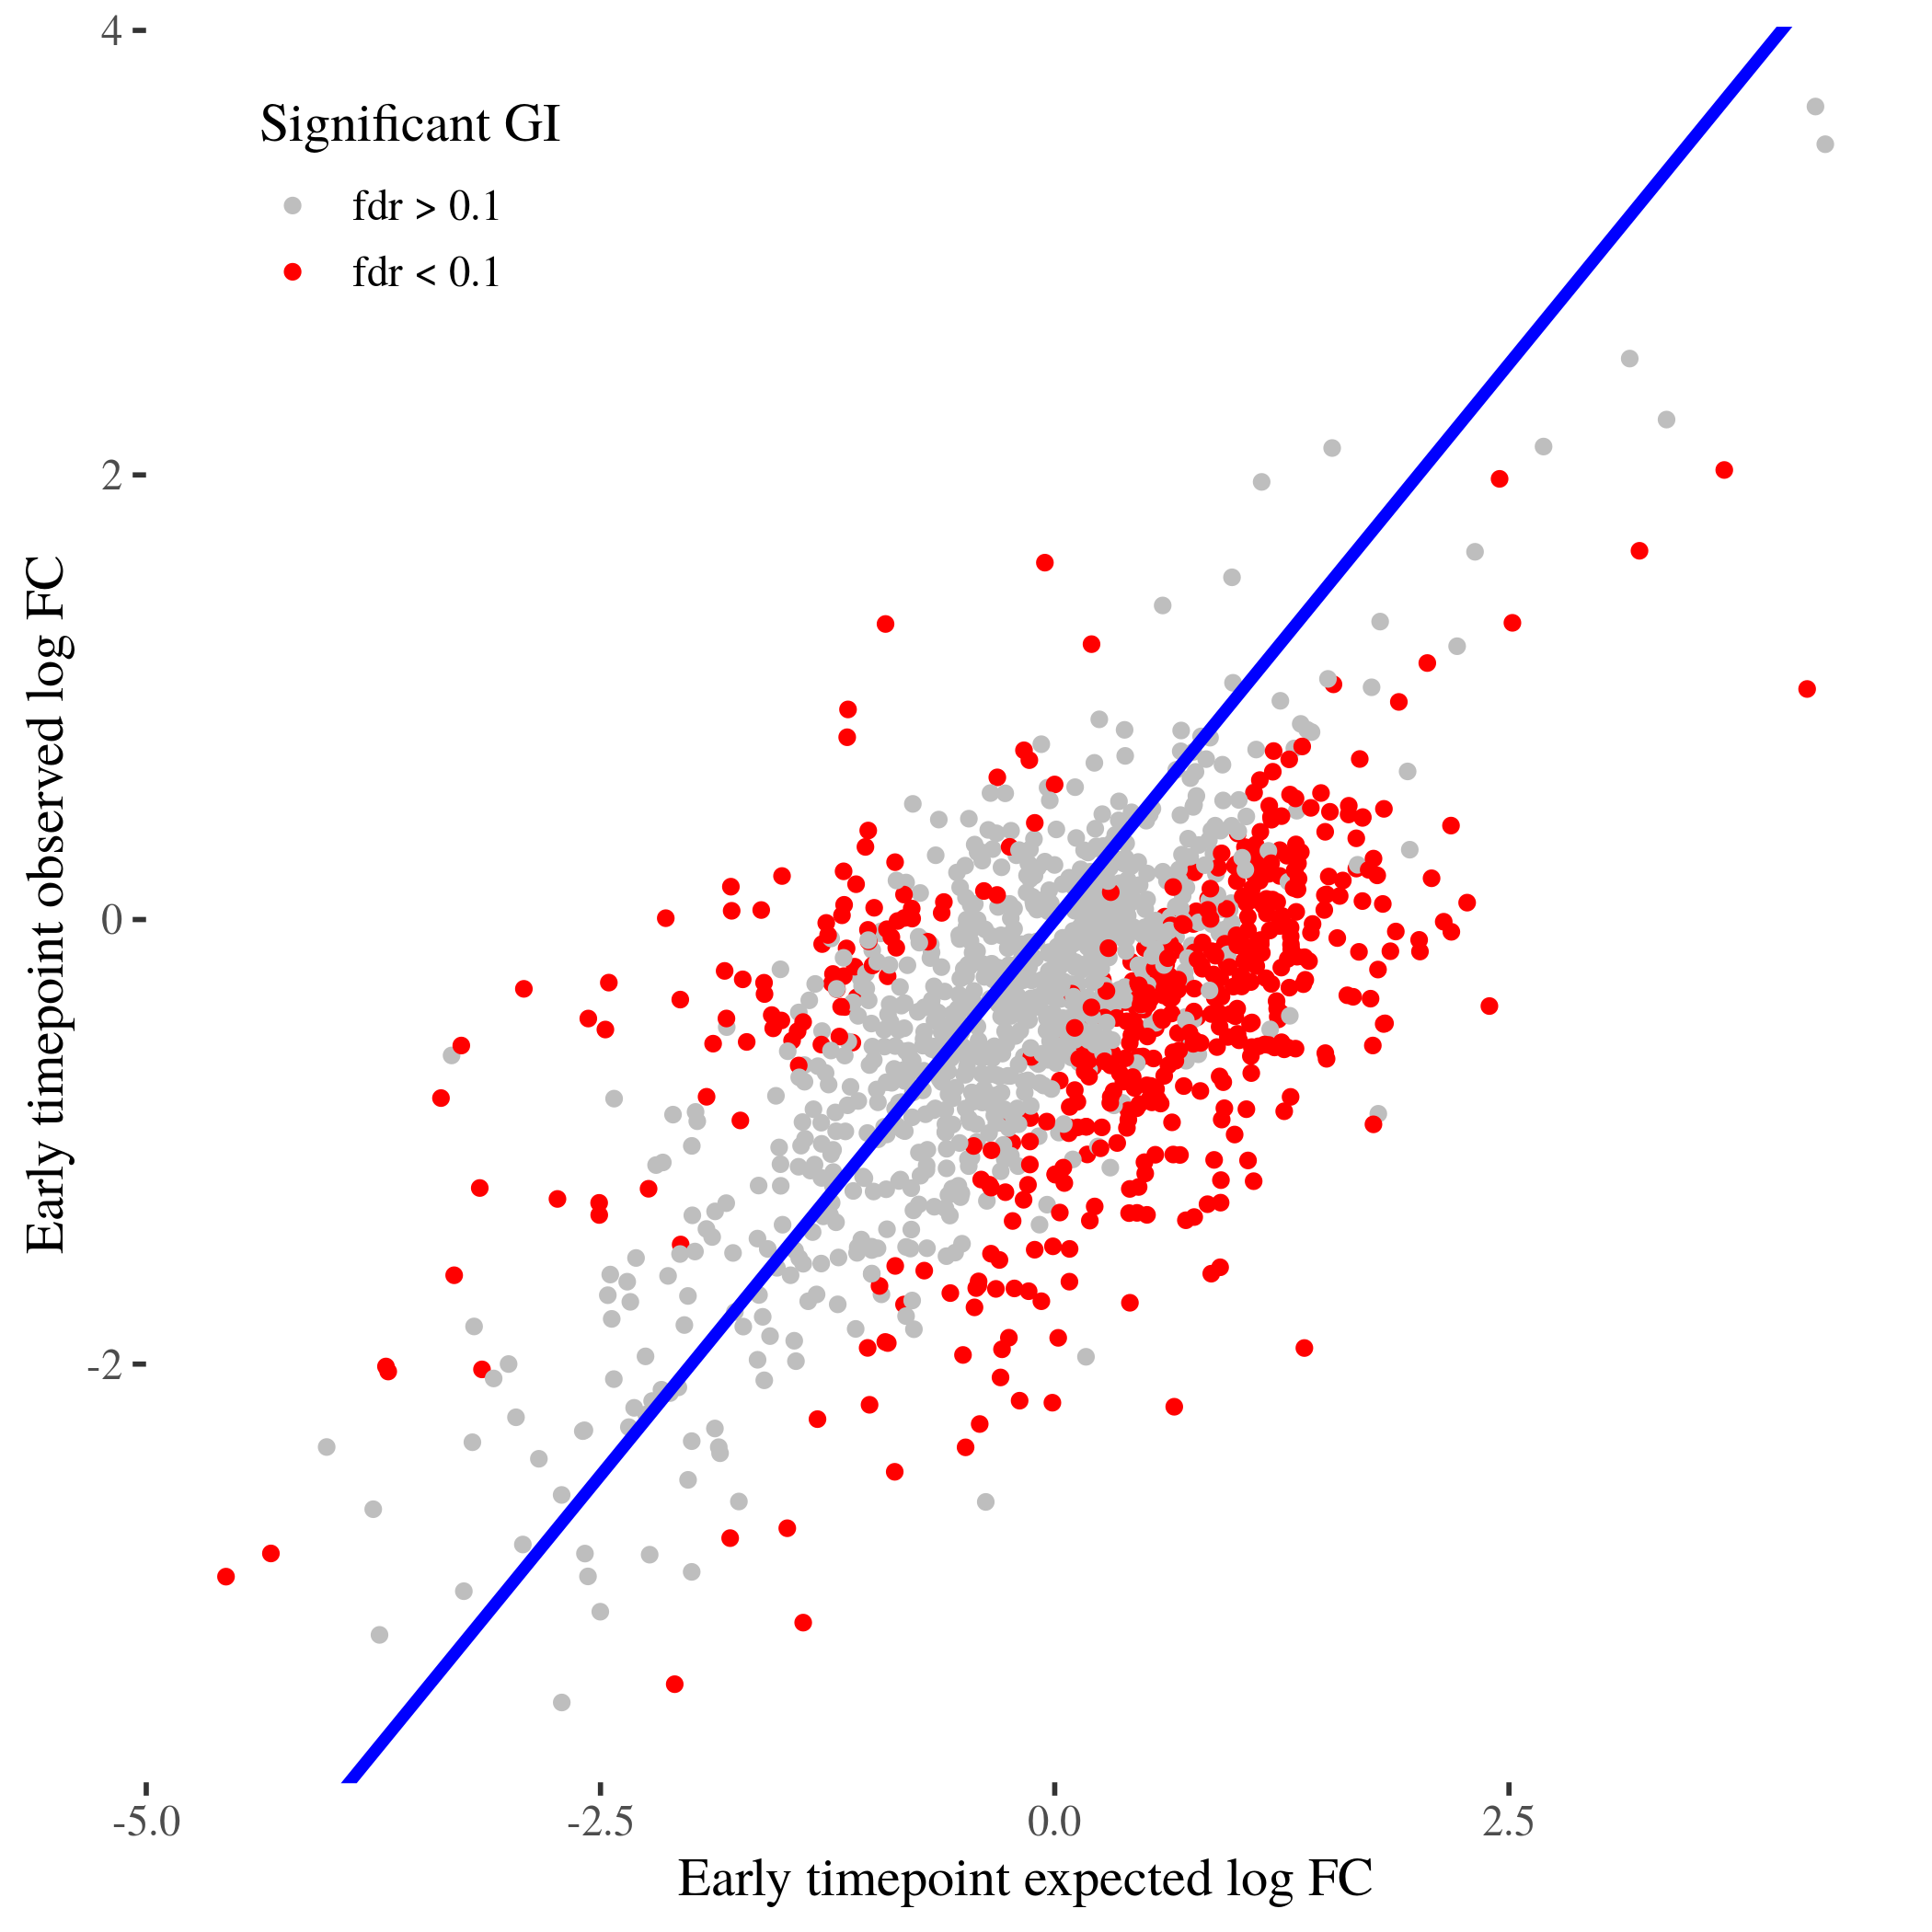 4
Significant GI
fdr > 0.1
fdr < 0.1
2
0
-2
Early timepoint observed log FC
-5.0
-2.5
0.0
2.5
Early timepoint expected log FC